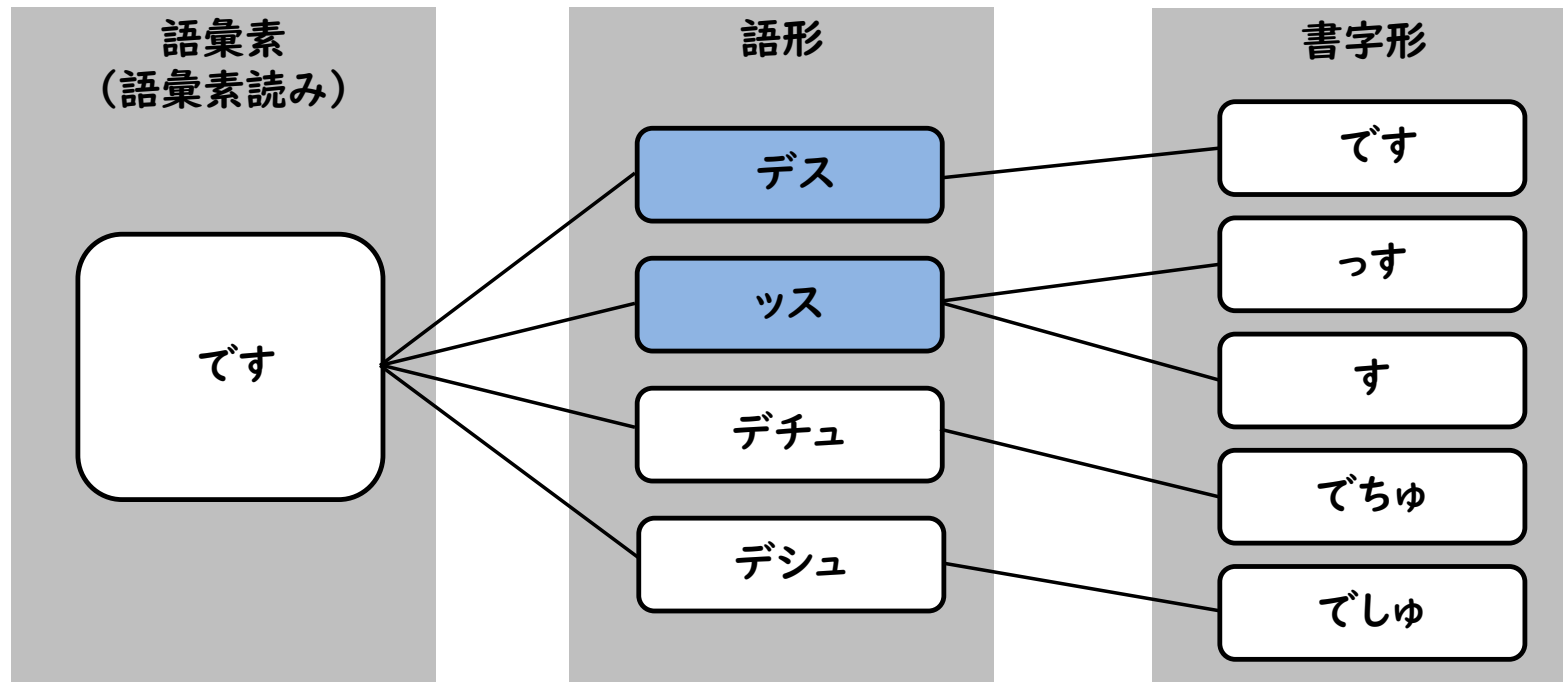 語彙素
（語彙素読み）
です
語形
デス
ッス
デチュ
デシュ
書字形
です
っす
す
でちゅ
でしゅ